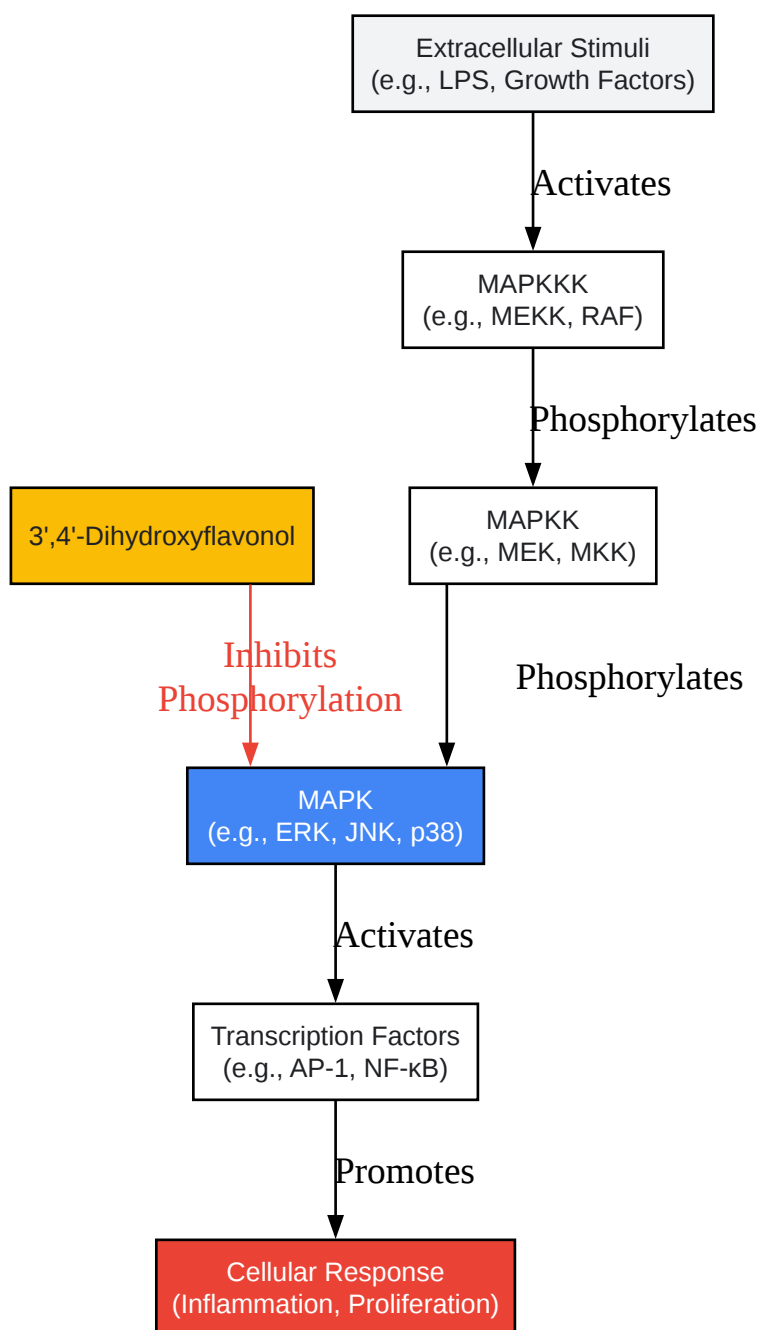 Extracellular Stimuli
(e.g., LPS, Growth Factors)
Activates
MAPKKK
(e.g., MEKK, RAF)
Phosphorylates
3',4'-Dihydroxyflavonol
MAPKK
(e.g., MEK, MKK)
Inhibits
Phosphorylation
Phosphorylates
MAPK
(e.g., ERK, JNK, p38)
Activates
Transcription Factors
(e.g., AP-1, NF-κB)
Promotes
Cellular Response
(Inflammation, Proliferation)